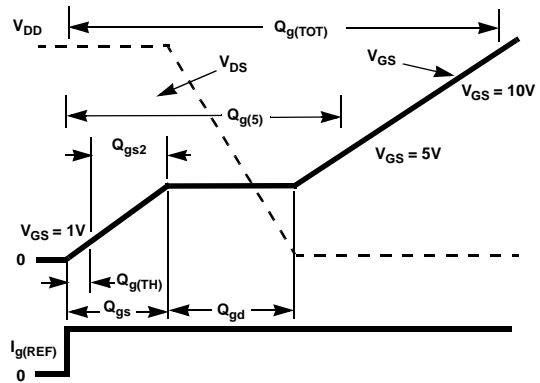 V_DD
Q_g(TOT)
V_DS
V_GS
V_GS = 10V
Q_g(5)
Q_gs2
V_GS = 5V
V_GS = 1V
0
Q_g(TH)
Q_gs
Q_gd
I_g(REF)
0